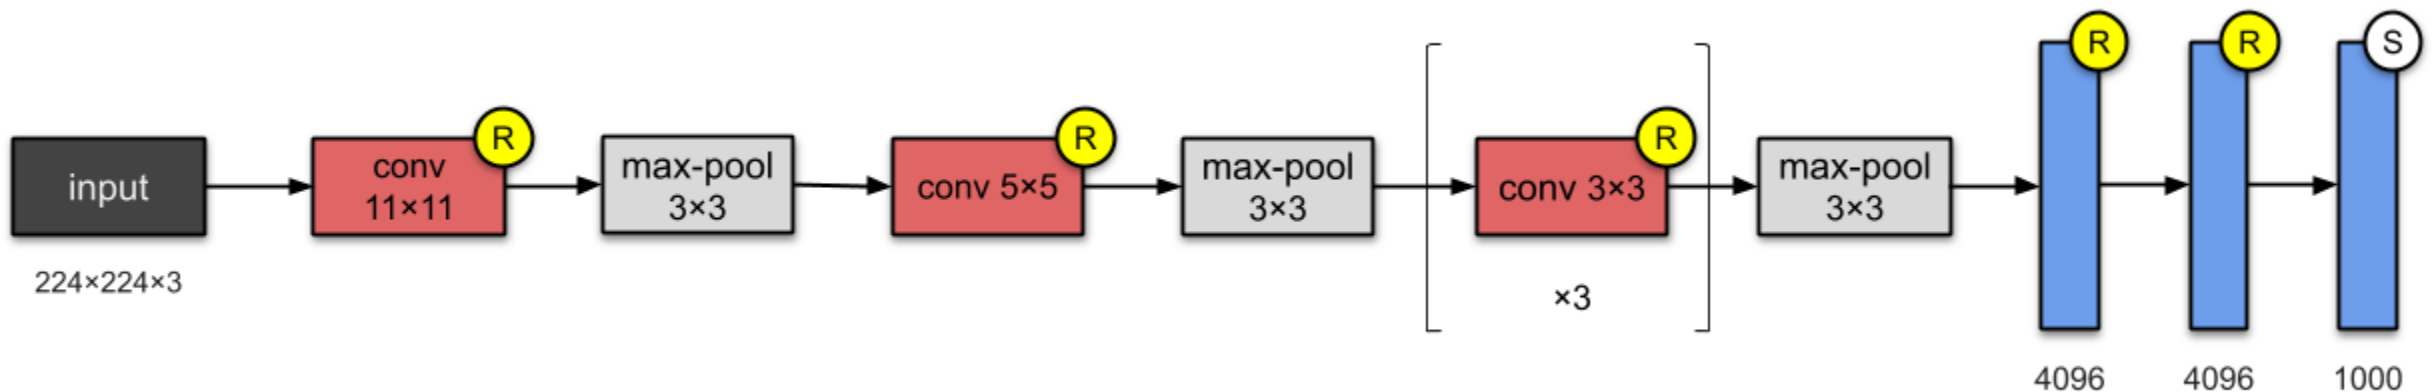 input
224×224×3
conv
11×11
R
max-pool
3×3
conv 5×5
R
max-pool
3×3
conv 3×3
R
×3
max-pool
3×3
R
4096
R
4096
S
1000